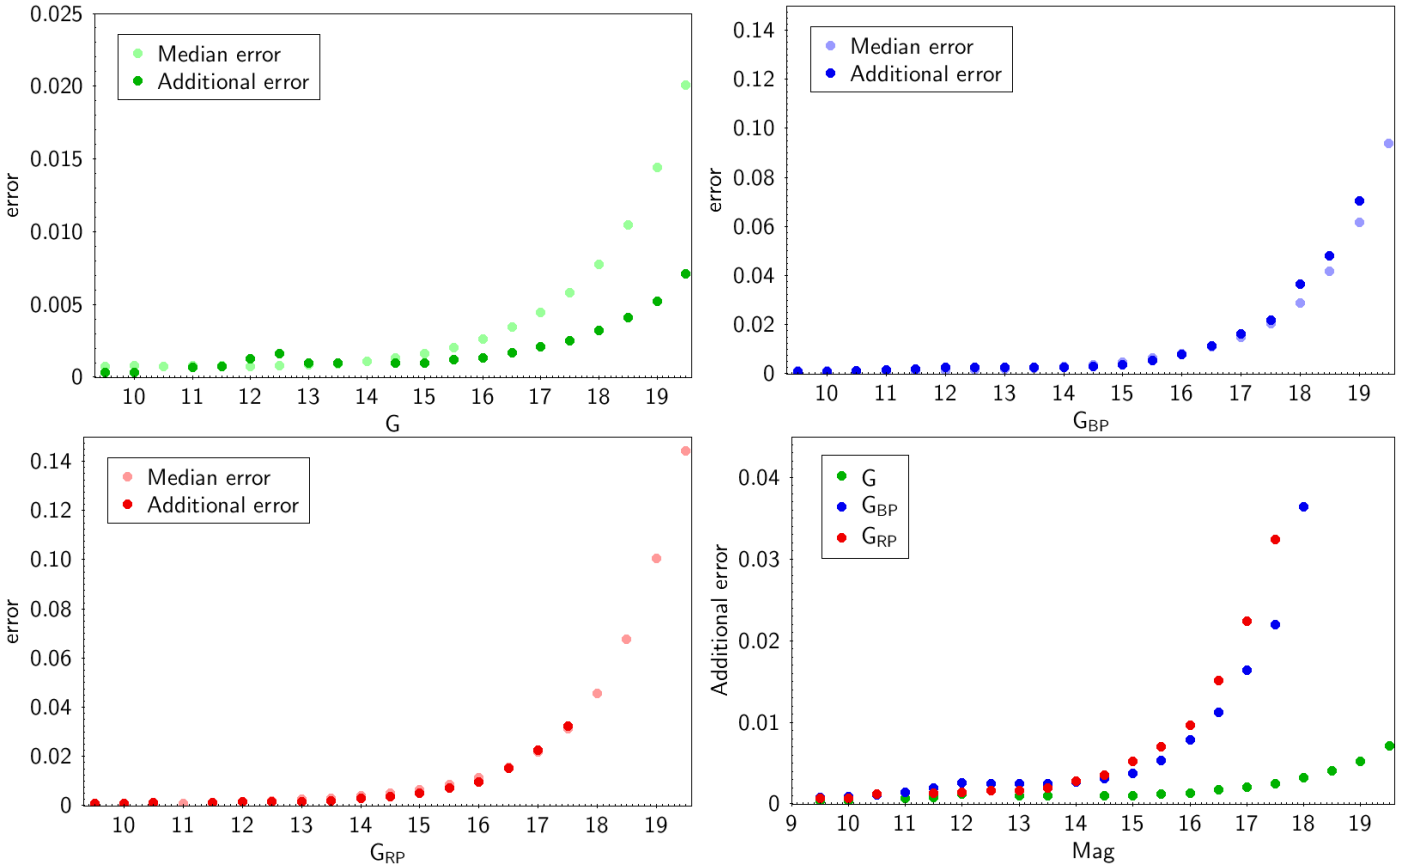 0.025
0.020
0.015
0.010
0.005
0
error
Median error
Additional error
10 11 12 13 14 15 16 17 18 19
G
0.14
0.12
0.10
0.08
0.06
0.04
0.02
0
error
Median error
Additional error
10 11 12 13 14 15 16 17 18 19
G_BP
0.14
0.12
0.10
0.08
0.06
0.04
0.02
0
error
Median error
Additional error
10 11 12 13 14 15 16 17 18 19
G_RP
0.04
0.03
0.02
0.01
0
Additional error
G
G_BP
G_RP
9 10 11 12 13 14 15 16 17 18 19
Mag